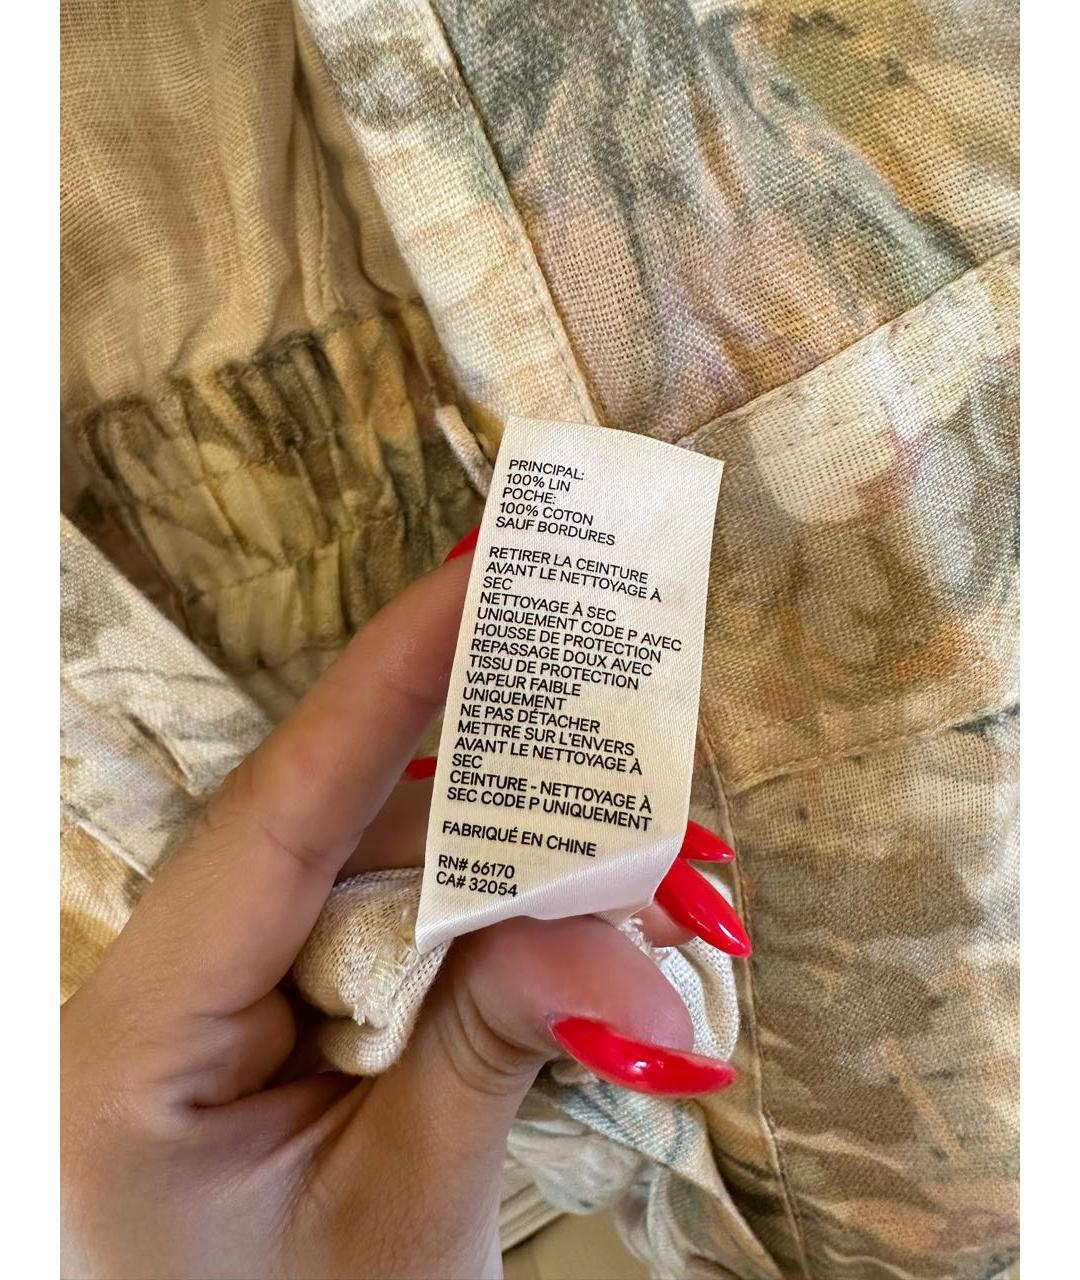 PRINCIPAL:
100% LIN
POCHE:
100% COTON
SAUF BORDURES
RETIRER LA CEINTURE
AVANT LE NETTOYAGE À
SEC
NETTOYAGE À SEC
UNIQUEMENT CODE P AVEC
HOUSSE DE PROTECTION
REPASSAGE DOUX AVEC
TISSU DE PROTECTION
VAPEUR FAIBLE
UNIQUEMENT
NE PAS DÉTACHER
METTRE SUR L'ENVERS
AVANT LE NETTOYAGE À
SEC
CEINTURE - NETTOYAGE À
SEC CODE P UNIQUEMENT
FABRIQUÉ EN CHINE
RN# 66170
CA# 32054